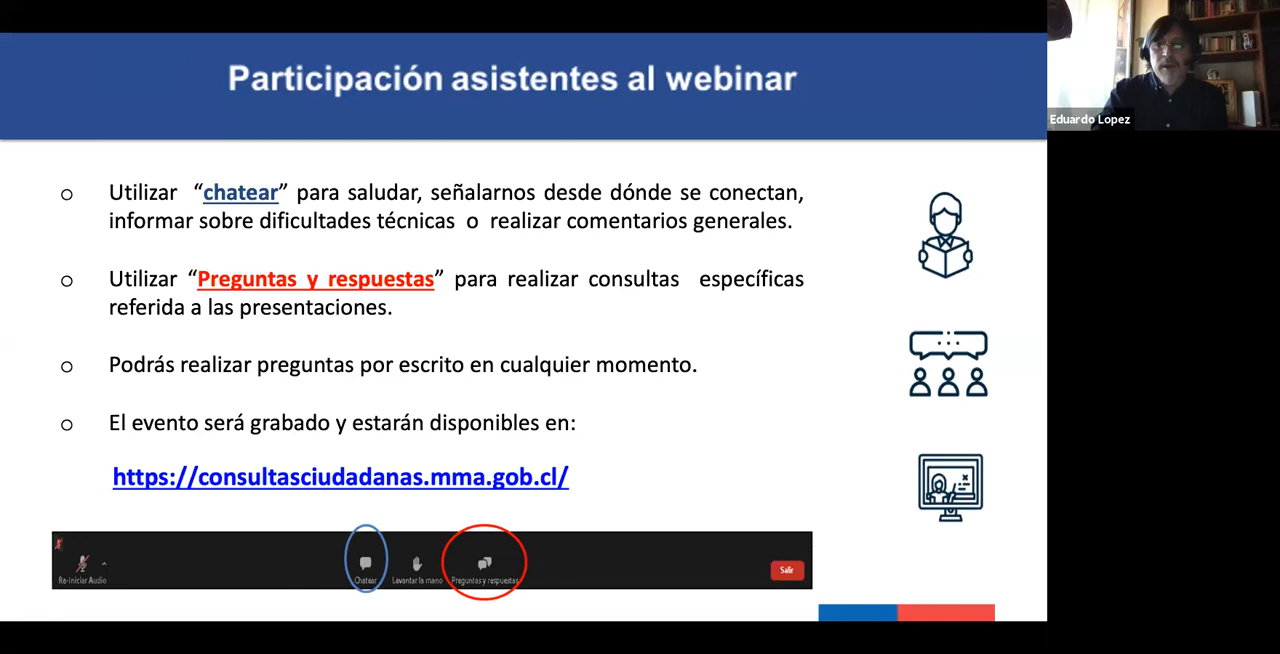 Participación asistentes al webinar
Eduardo Lopez
o Utilizar “chatear” para saludar, señalarnos desde dónde se conectan,
informar sobre dificultades técnicas o realizar comentarios generales.
o Utilizar “Preguntas y respuestas” para realizar consultas específicas
referida a las presentaciones.
o Podrás realizar preguntas por escrito en cualquier momento.
o El evento será grabado y estarán disponibles en:
https://consultasciudadanas.mma.gob.cl/
Re-Iniciar Audio
Chatear
Levantar la mano
Preguntas y respuestas
Salir